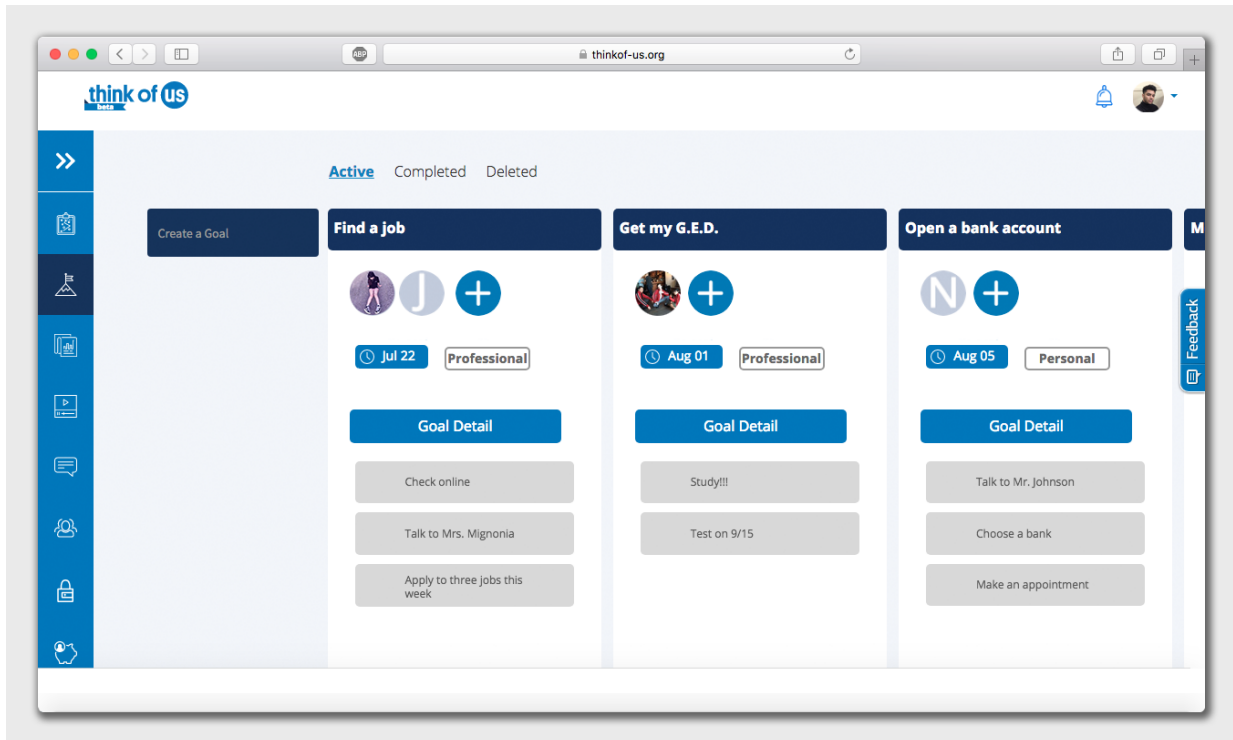 ABP
thinkof-us.org
think of us
beta
Active Completed Deleted
Create a Goal
Find a job
Get my G.E.D.
Open a bank account
M
J
N
Jul 22
Professional
Aug 01
Professional
Aug 05
Personal
Feedback
Goal Detail
Goal Detail
Goal Detail
Check online
Talk to Mrs. Mignonia
Apply to three jobs this
week
Study!!!
Test on 9/15
Talk to Mr. Johnson
Choose a bank
Make an appointment